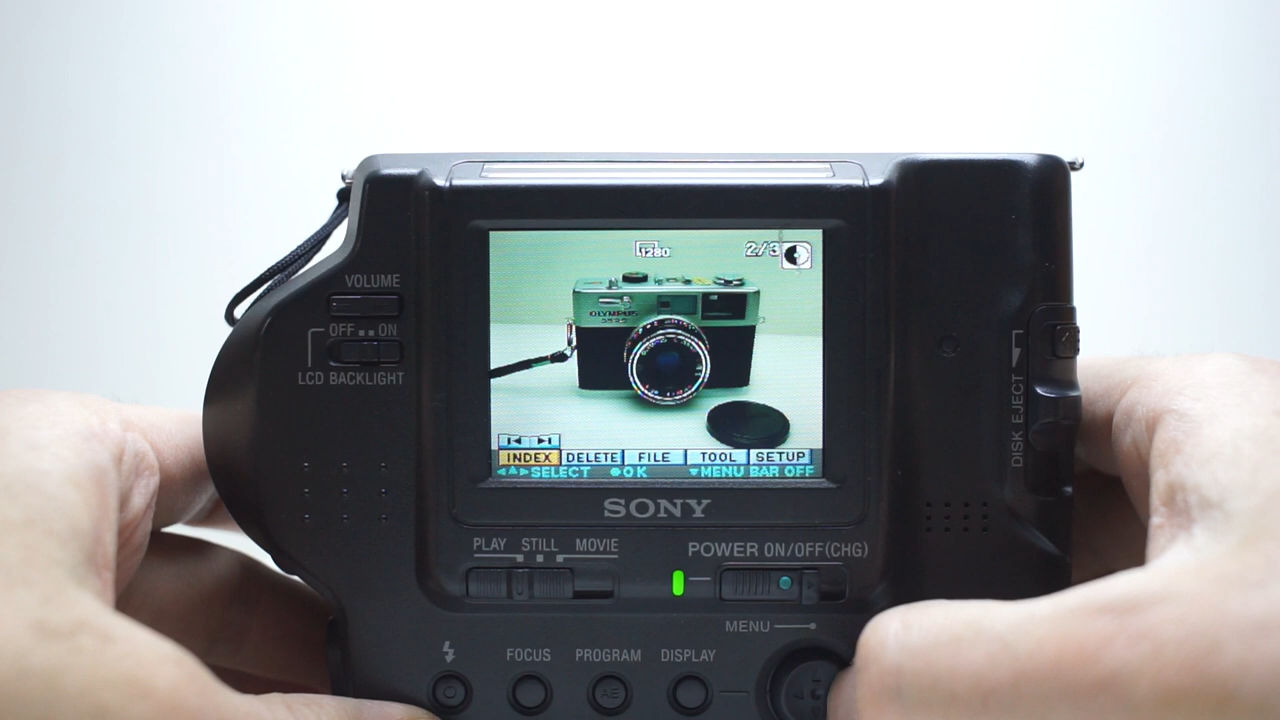 VOLUME
OFF ON
LCD BACKLIGHT
1280
2/3
OLYMPUS
INDEX DELETE FILE TOOL SETUP
SELECT OK MENU BAR OFF
SONY
PLAY STILL MOVIE
POWER ON/OFF(CHG)
DISK EJECT
MENU
FOCUS PROGRAM DISPLAY
AE